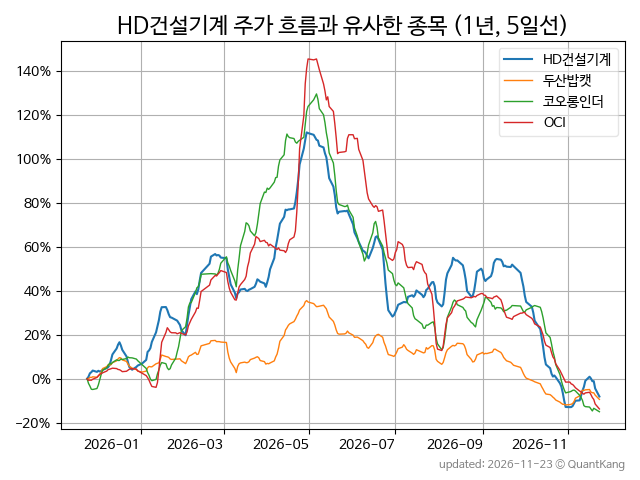 HD건설기계 주가 흐름과 유사한 종목 (1년, 5일선)
HD건설기계
두산밥캣
코오롱인더
OCI
140%
120%
100%
80%
60%
40%
20%
0%
−20%
2026-01
2026-03
2026-05
2026-07
2026-09
2026-11
updated: 2026-11-23 © QuantKang